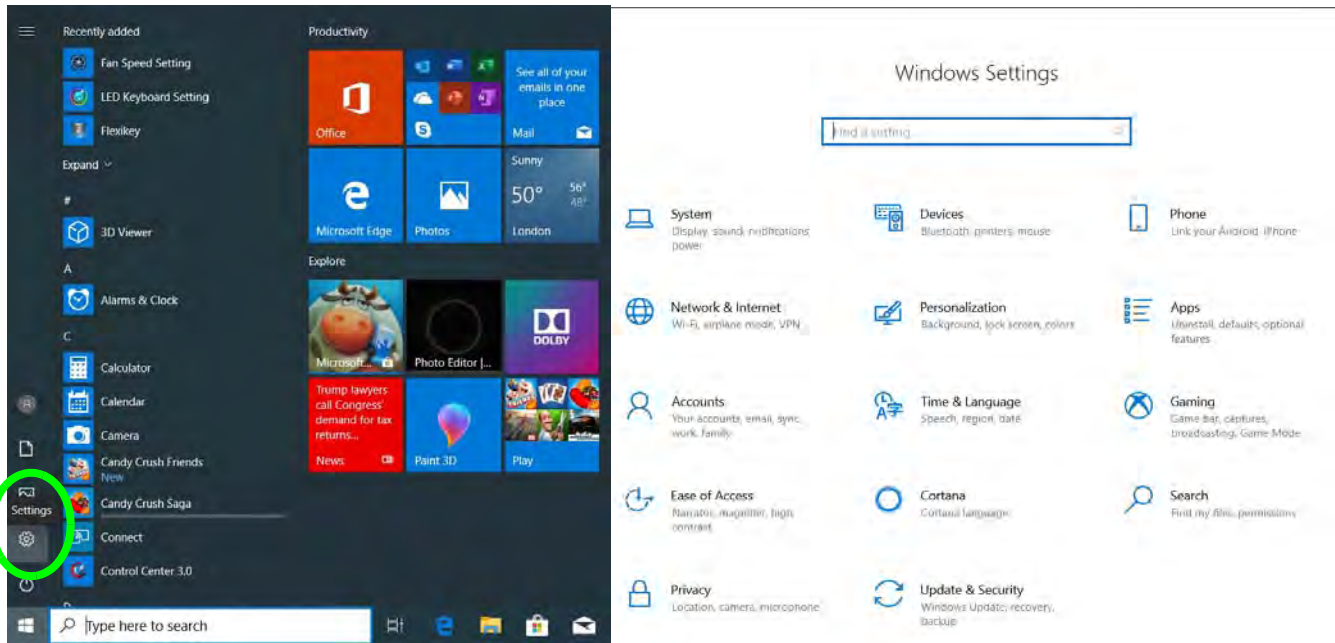 Recently added
Fan Speed Setting
LED Keyboard Setting
Flexikey
Expand
#
3D Viewer
A
Alarms & Clock
C
Calculator
Calendar
Camera
Candy Crush Friends
New
Candy Crush Saga
Connect
Control Center 3.0
Settings
Type here to search
Productivity
Office
See all of your
emails in one
place
Mail
Microsoft Edge
Photos
Sunny
50°
56°
48°
London
Explore
Microsoft...
Photo Editor |...
DOLBY
Trump lawyers
call Congress'
demand for tax
returns...
News
Paint 3D
Play
Windows Settings
Find a setting
System
Display, sound, notifications,
power
Devices
Bluetooth, printers, mouse
Phone
Link your Android, iPhone
Network & Internet
Wi-Fi, airplane mode, VPN
Personalization
Background, lock screen, colors
Apps
Uninstall, defaults, optional
features
Accounts
Your accounts, email, sync,
work, family
Time & Language
Speech, region, date
Gaming
Game bar, captures,
broadcasting, Game Mode
Ease of Access
Narrator, magnifier, high
contrast
Cortana
Cortana language
Search
Find my files, permissions
Privacy
Location, camera, microphone
Update & Security
Windows Update, recovery,
backup